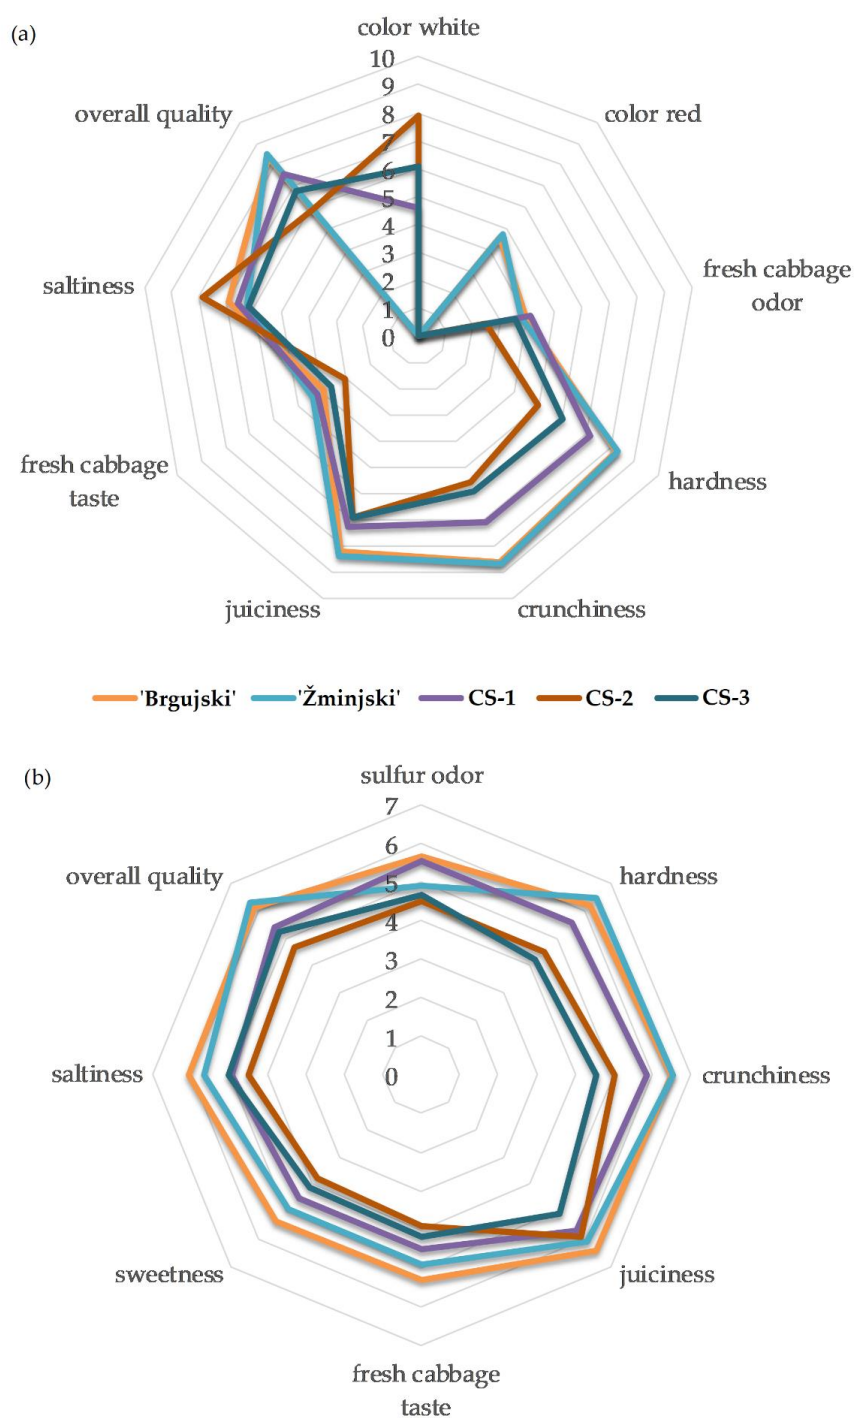 (a)
color white
10
9
8
7
6
5
4
3
2
1
0
overall quality
color red
fresh cabbage
odor
saltiness
hardness
fresh cabbage
taste
juiciness
crunchiness
'Brgujski' 'Žminjski' CS-1 CS-2 CS-3
(b)
sulfur odor
7
6
5
4
3
2
1
0
overall quality
hardness
saltiness
crunchiness
sweetness
juiciness
fresh cabbage
taste